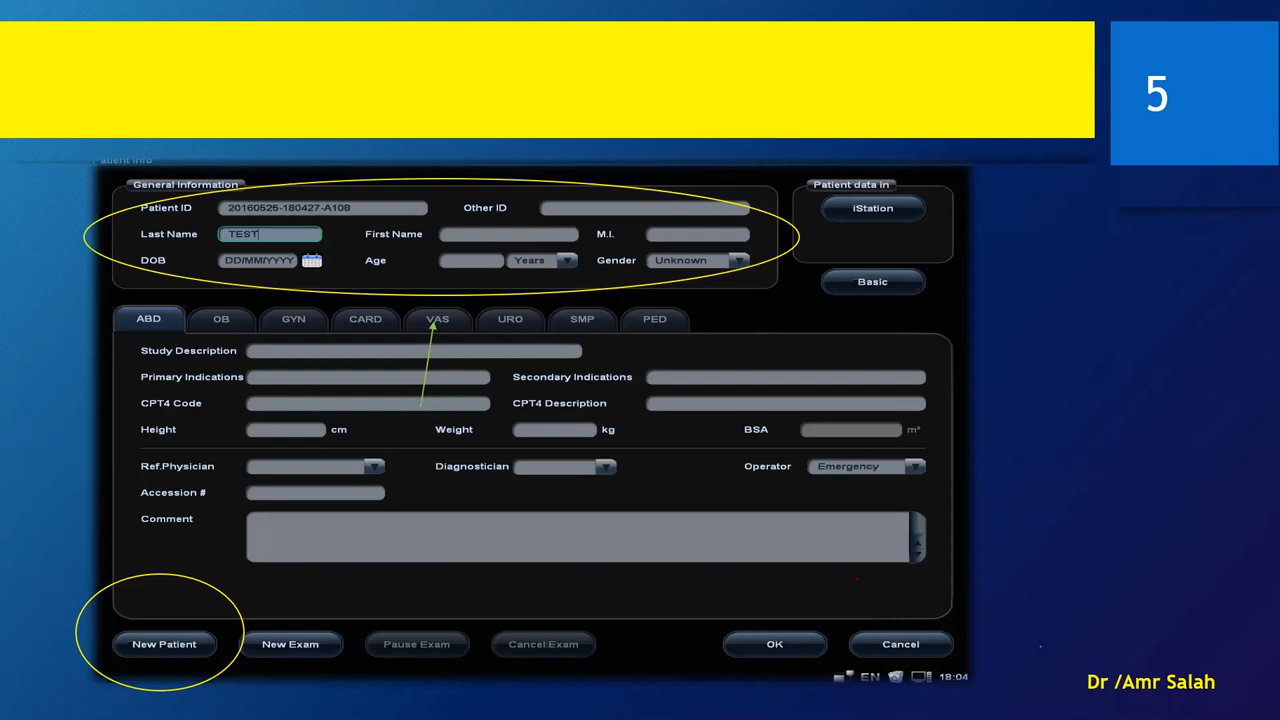 5
Patient Info
General Information
Patient data in
Patient ID 20160525-180427-A108 Other ID
iStation
Last Name TEST First Name M.I.
DOB DD/MM/YYYY Age Years Gender Unknown
Basic
ABD OB GYN CARD VAS URO SMP PED
Study Description
Primary Indications Secondary Indications
CPT4 Code CPT4 Description
Height cm Weight kg BSA m²
Ref.Physician Diagnostician Operator Emergency
Accession #
Comment
New Patient New Exam Pause Exam Cancel Exam OK Cancel
EN 18:04
Dr /Amr Salah